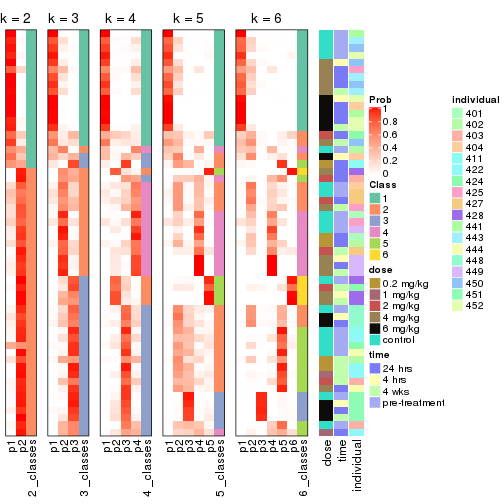 k = 2
k = 3
k = 4
k = 5
k = 6
p1
p2
2_classes
p1
p2
p3
3_classes
p1
p2
p3
p4
4_classes
p1
p2
p3
p4
p5
5_classes
p1
p2
p3
p4
p5
p6
6_classes
dose
time
individual
Prob
1
0.8
0.6
0.4
0.2
0
Class
1
2
3
4
5
6
dose
0.2 mg/kg
1 mg/kg
2 mg/kg
4 mg/kg
6 mg/kg
control
time
24 hrs
4 hrs
4 wks
pre-treatment
Individual
401
402
403
404
411
422
424
425
427
428
441
443
444
448
449
450
451
452